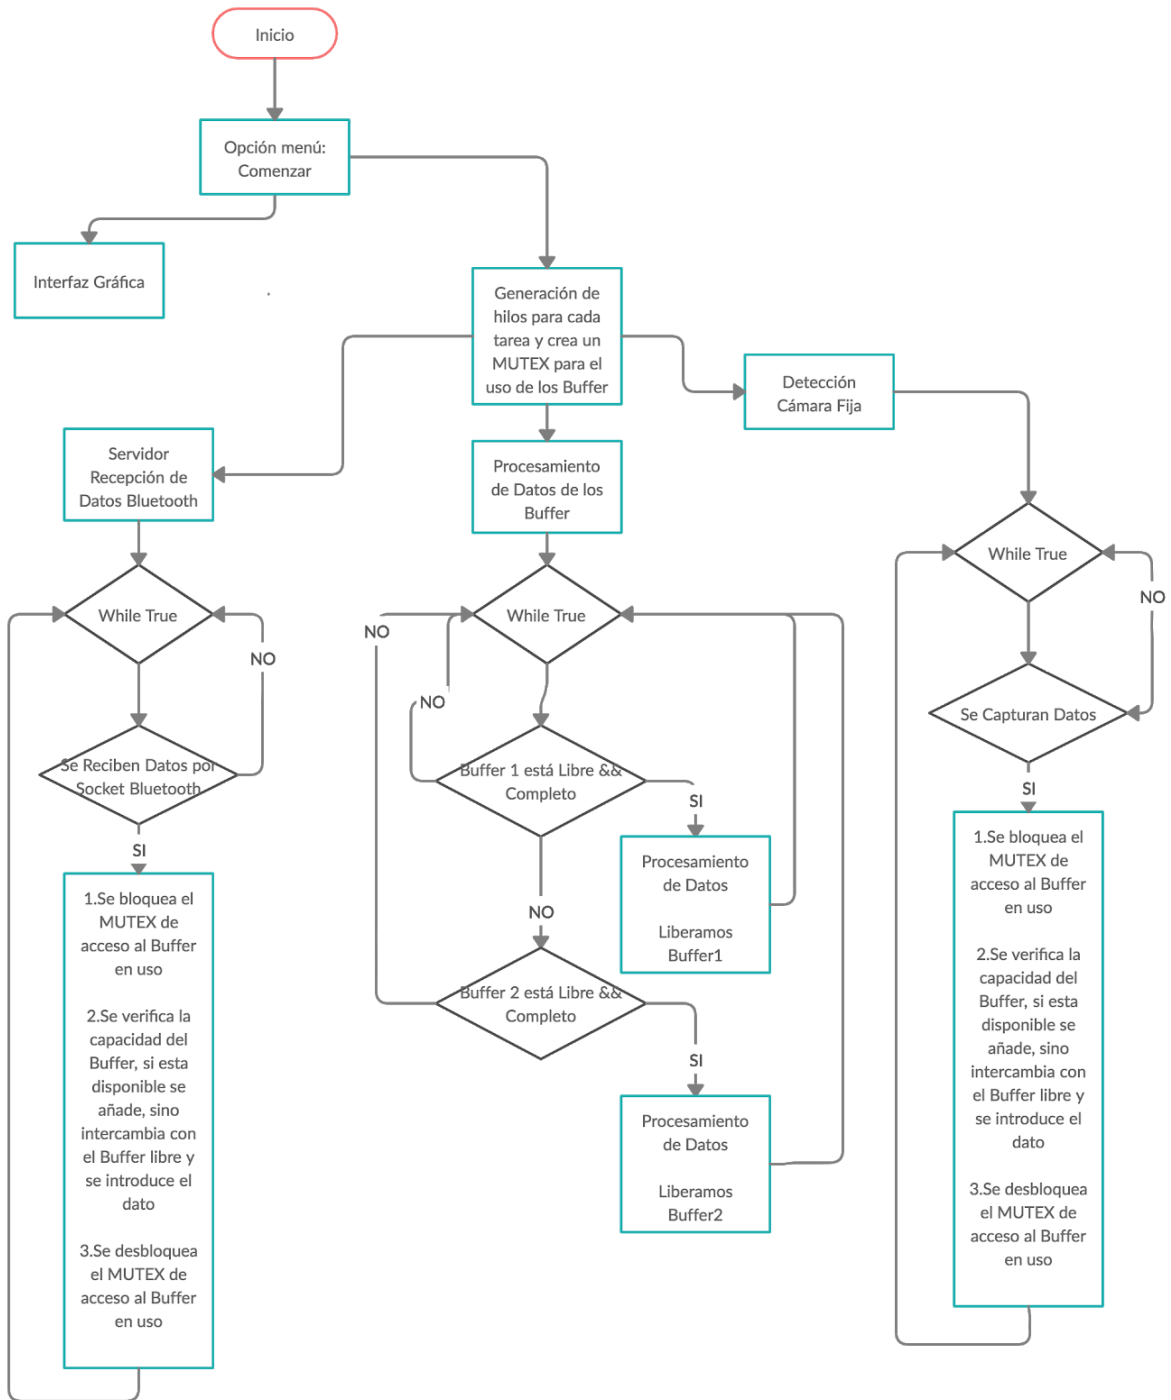 Inicio
Opción menú:
Comenzar
Interfaz Gráfica
Generación de
hilos para cada
tarea y crea un
MUTEX para el
uso de los Buffer
Detección
Cámara Fija
Servidor
Recepción de
Datos Bluetooth
Procesamiento
de Datos de los
Buffer
While True
NO
Se Reciben Datos por
Socket Bluetooth
SI
1.Se bloquea el
MUTEX de
acceso al Buffer
en uso
2.Se verifica la
capacidad del
Buffer, si esta
disponible se
añade, sino
intercambia con
el Buffer libre y
se introduce el
dato
3.Se desbloquea
el MUTEX de
acceso al Buffer
en uso
While True
NO
NO
Buffer 1 está Libre &&
Completo
SI
Procesamiento
de Datos
Liberamos
Buffer1
NO
Buffer 2 está Libre &&
Completo
SI
Procesamiento
de Datos
Liberamos
Buffer2
While True
NO
Se Capturan Datos
SI
1.Se bloquea el
MUTEX de
acceso al Buffer
en uso
2.Se verifica la
capacidad del
Buffer, si esta
disponible se
añade, sino
intercambia con
el Buffer libre y
se introduce el
dato
3.Se desbloquea
el MUTEX de
acceso al Buffer
en uso